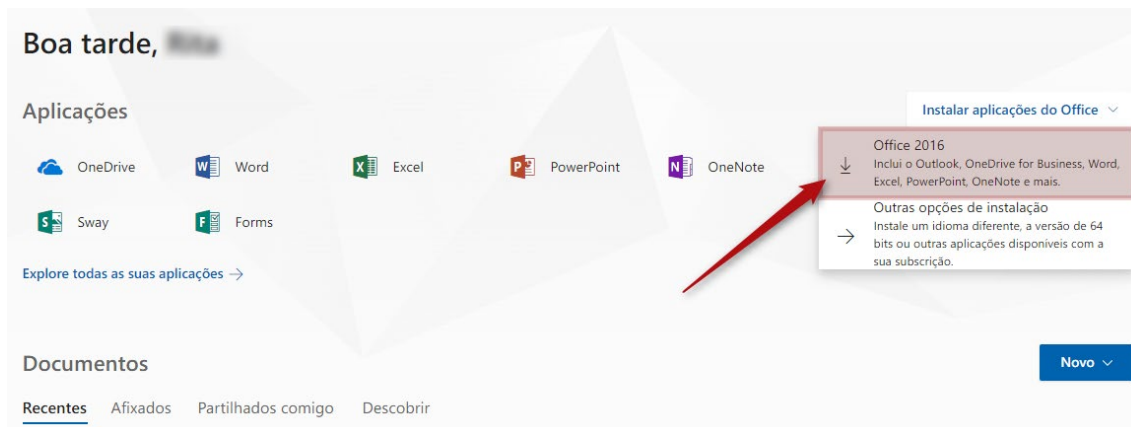 Boa tarde,
Aplicações
Instalar aplicações do Office
OneDrive
Word
Excel
PowerPoint
OneNote
Office 2016
Inclui o Outlook, OneDrive for Business, Word,
Excel, PowerPoint, OneNote e mais.
Sway
Forms
Outras opções de instalação
Instale um idioma diferente, a versão de 64
bits ou outras aplicações disponiveis com a
sua subscrição.
Explore todas as suas aplicações
Documentos
Novo
Recentes Afixados Partilhados comigo Descobrir